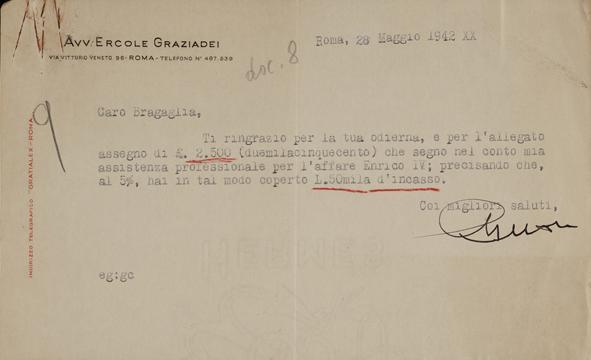 AVV. ERCOLE GRAZIADEI
VIA VITTORIO VENETO 96 - ROMA - TELEFONO N° 487.539
Roma, 28 Maggio 1942 XX
doc. 8
9
Caro Bragaglia,
Ti ringrazio per la tua odierna, e per l'allegato
assegno di £. 2.500 (duemilacinquecento) che segno nel conto mia
assistenza professionale per l'affare Enrico IV; precisando che,
al 5%, hai in tal modo coperto L.50mila d'incasso.
Coi migliori saluti,
eg:gc
INDIRIZZO TELEGRAFICO "GRATIALEX - ROMA